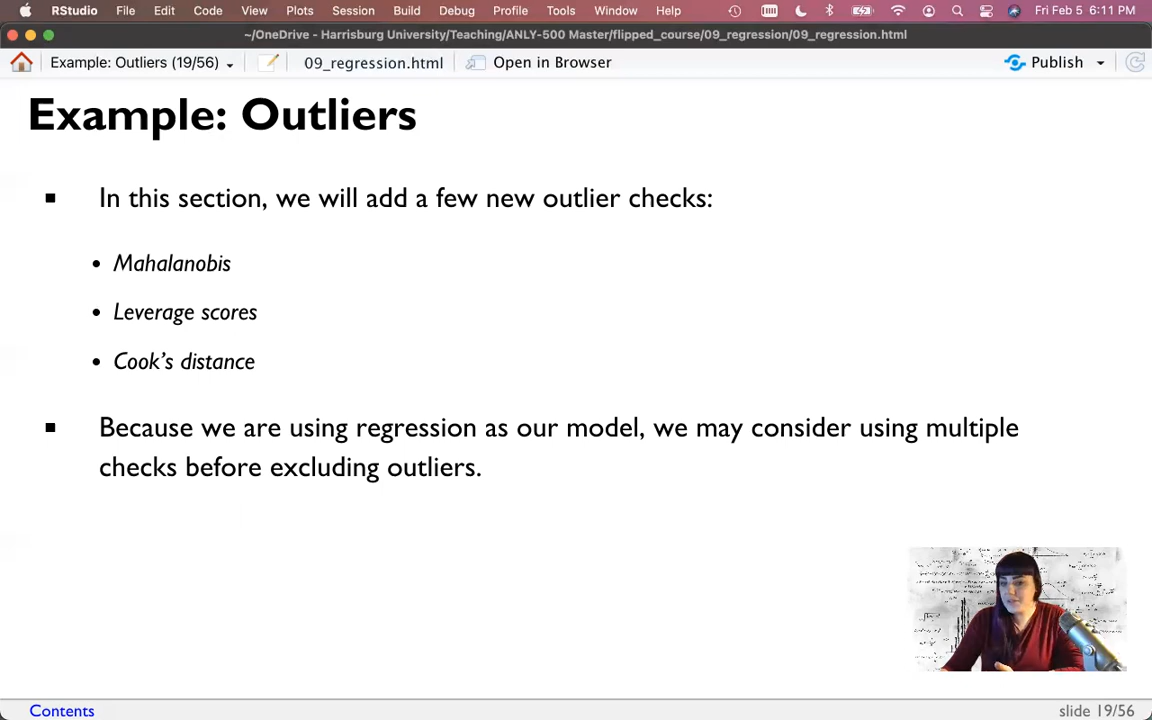 RStudio File Edit Code View Plots Session Build Debug Profile Tools Window Help Fri Feb 5 6:11 PM
~/OneDrive - Harrisburg University/Teaching/ANLY-500 Master/flipped_course/09_regression/09_regression.html
Example: Outliers (19/56) 09_regression.html Open in Browser Publish
Example: Outliers
In this section, we will add a few new outlier checks:
• Mahalanobis
• Leverage scores
• Cook’s distance
Because we are using regression as our model, we may consider using multiple
checks before excluding outliers.
Contents slide 19/56